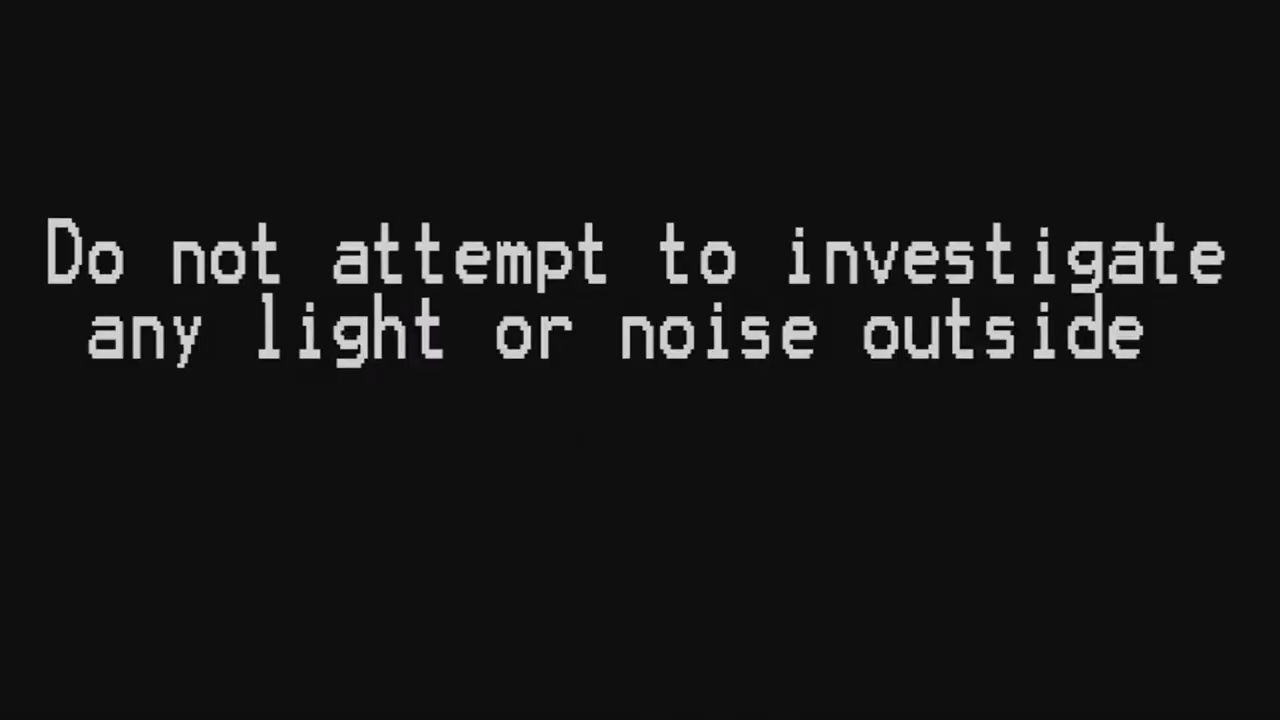 Do not attempt to investigate
any light or noise outside